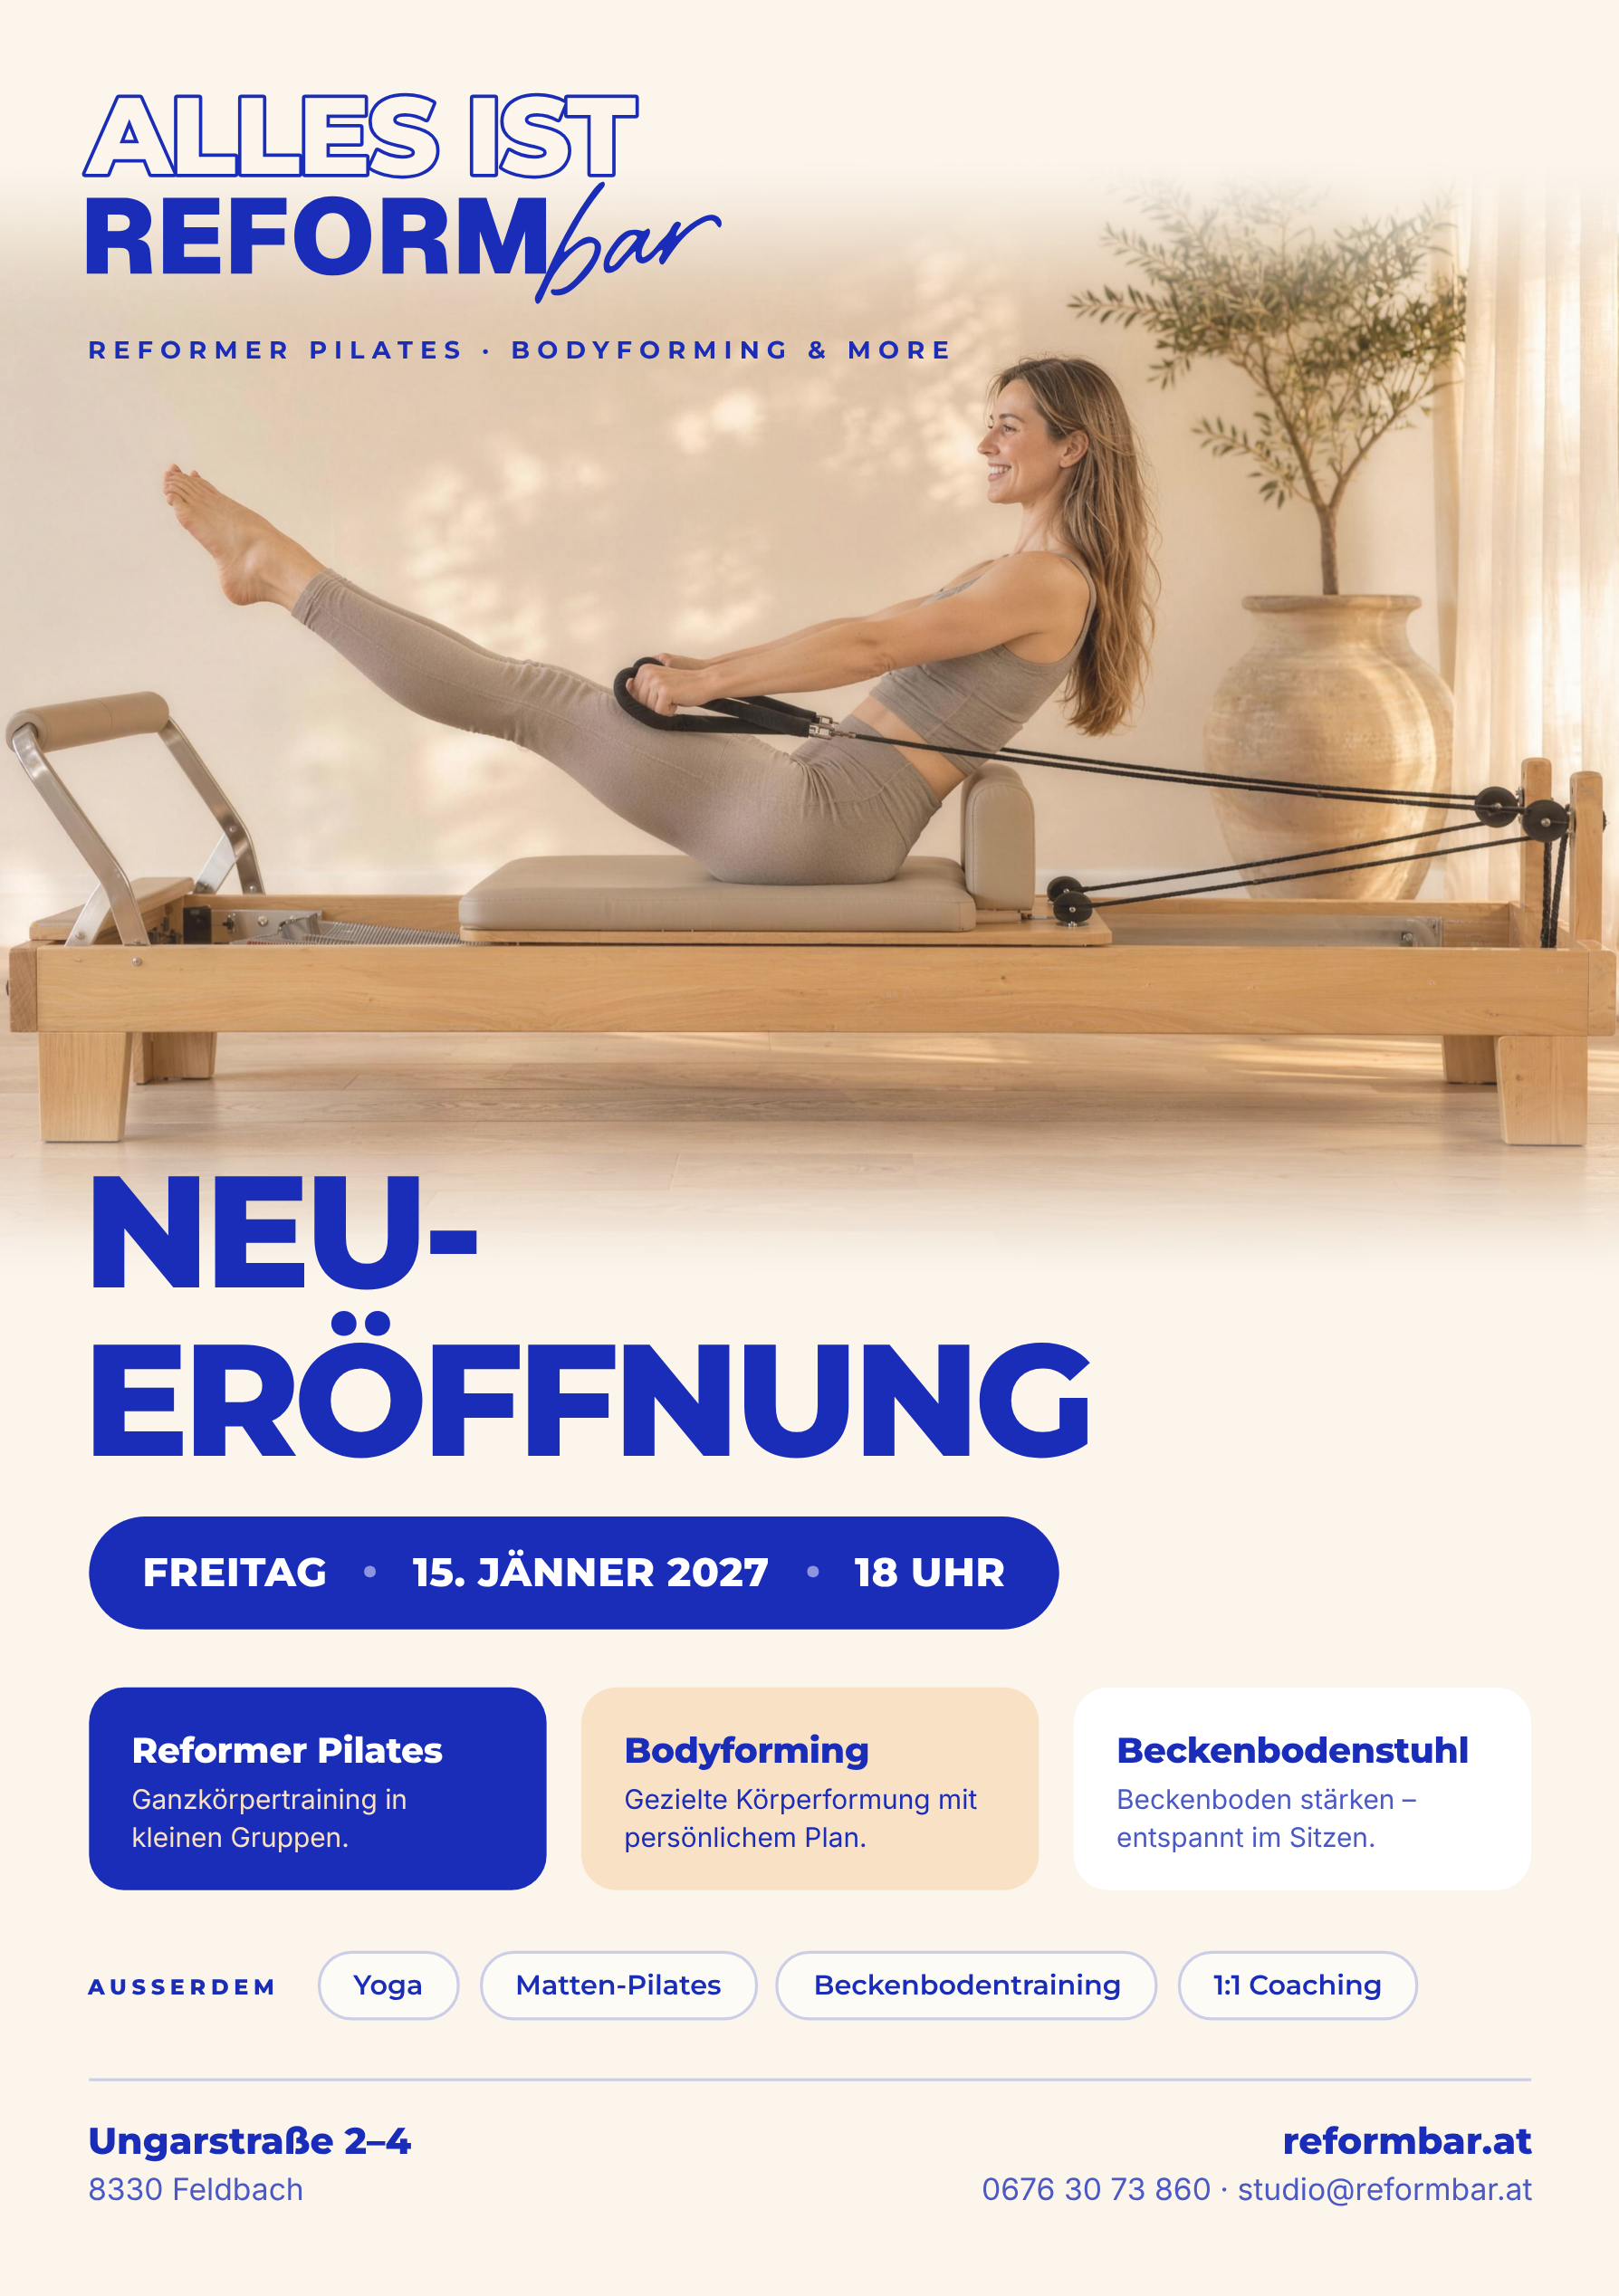 ALLES IST
REFORMbar
REFORMER PILATES · BODYFORMING & MORE
NEU-
ERÖFFNUNG
FREITAG • 15. JÄNNER 2027 • 18 UHR
Reformer Pilates
Ganzkörpertraining in
kleinen Gruppen.
Bodyforming
Gezielte Körperformung mit
persönlichem Plan.
Beckenbodenstuhl
Beckenboden stärken –
entspannt im Sitzen.
AUSSERDEM Yoga Matten-Pilates Beckenbodentraining 1:1 Coaching
Ungarstraße 2–4
8330 Feldbach
reformbar.at
0676 30 73 860 · studio@reformbar.at